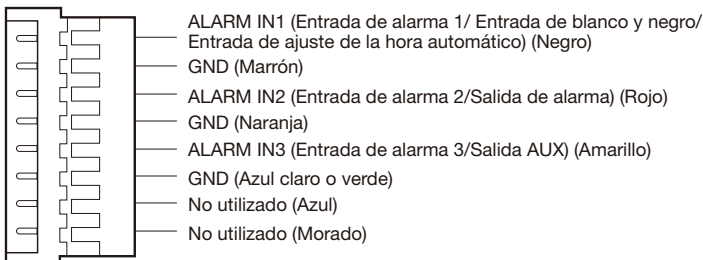 ALARM IN1 (Entrada de alarma 1/ Entrada de blanco y negro/
Entrada de ajuste de la hora automático) (Negro)
GND (Marrón)
ALARM IN2 (Entrada de alarma 2/Salida de alarma) (Rojo)
GND (Naranja)
ALARM IN3 (Entrada de alarma 3/Salida AUX) (Amarillo)
GND (Azul claro o verde)
No utilizado (Azul)
No utilizado (Morado)